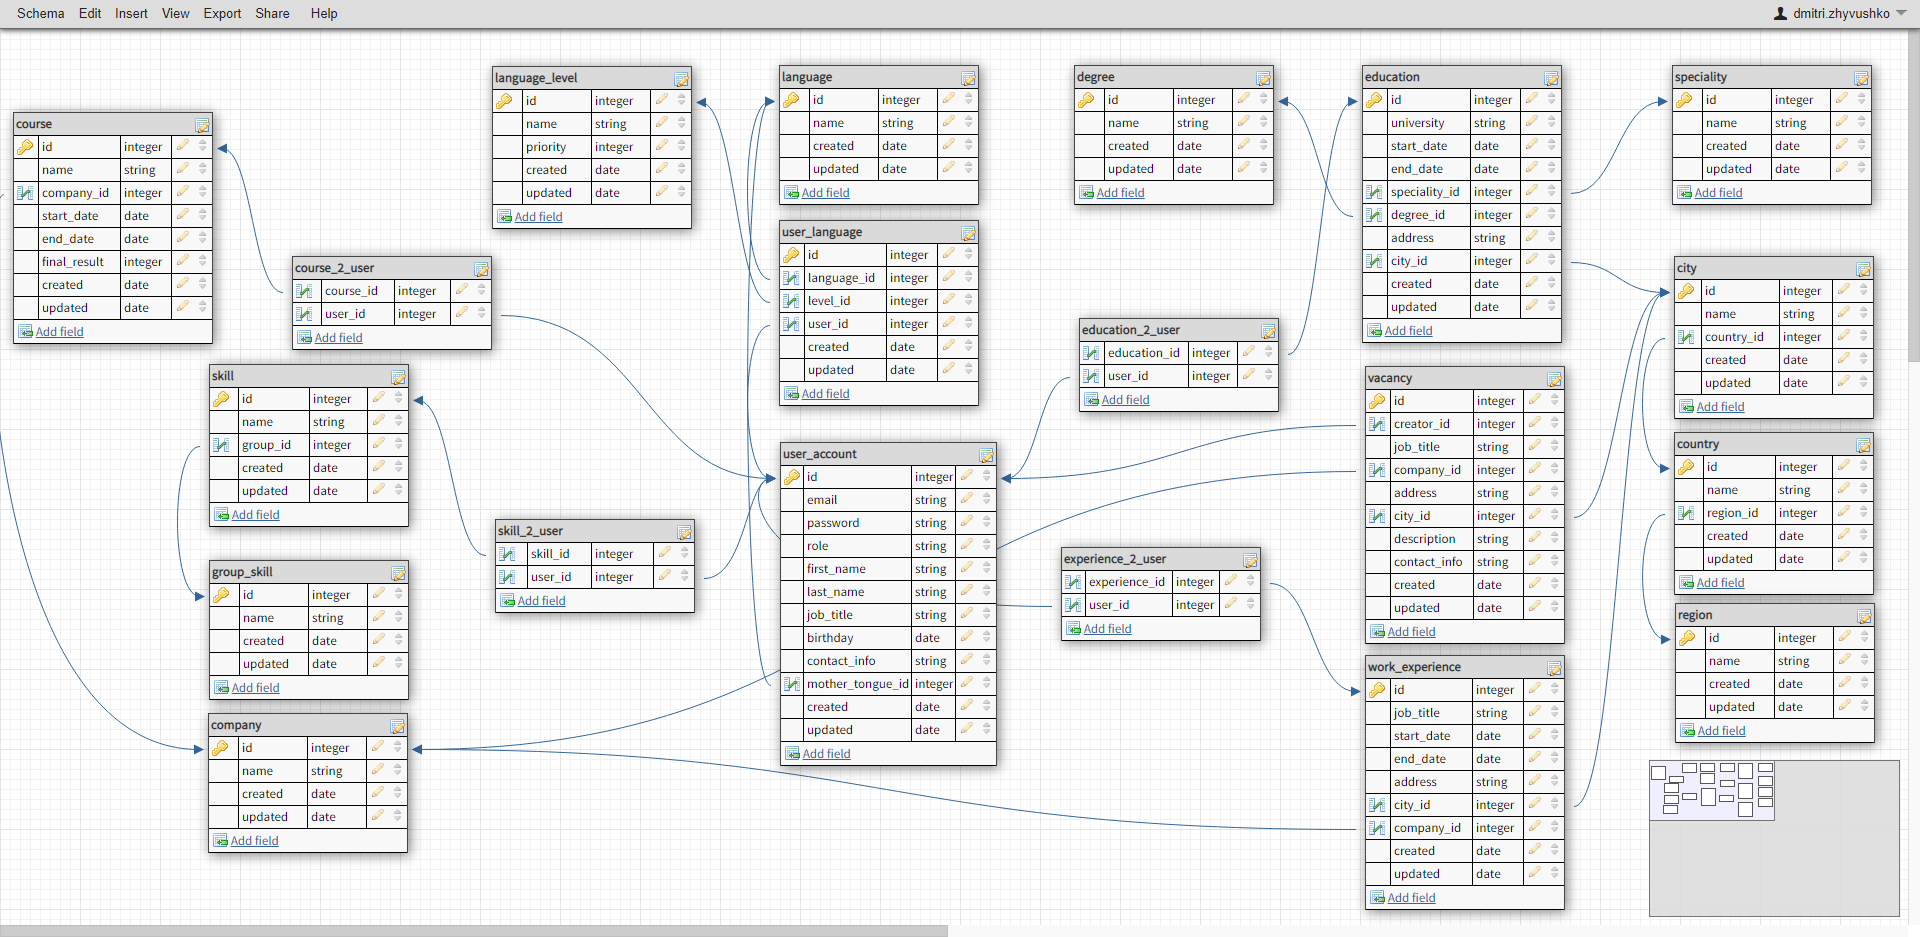 Schema Edit Insert View Export Share Help
dmitri.zhyvushko
course
id integer
name string
company_id integer
start_date date
end_date date
final_result integer
created date
updated date
Add field
course_2_user
course_id integer
user_id integer
Add field
language_level
id integer
name string
priority integer
created date
updated date
Add field
language
id integer
name string
created date
updated date
Add field
user_language
id integer
language_id integer
level_id integer
user_id integer
created date
updated date
Add field
degree
id integer
name string
created date
updated date
Add field
education
id integer
university string
start_date date
end_date date
speciality_id integer
degree_id integer
address string
city_id integer
created date
updated date
Add field
speciality
id integer
name string
created date
updated date
Add field
city
id integer
name string
country_id integer
created date
updated date
Add field
education_2_user
education_id integer
user_id integer
Add field
skill
id integer
name string
group_id integer
created date
updated date
Add field
vacancy
id integer
creator_id integer
job_title string
company_id integer
address string
city_id integer
description string
contact_info string
created date
updated date
Add field
country
id integer
name string
region_id integer
created date
updated date
Add field
user_account
id integer
email string
password string
role string
first_name string
last_name string
job_title string
birthday date
contact_info string
mother_tongue_id integer
created date
updated date
Add field
skill_2_user
skill_id integer
user_id integer
Add field
experience_2_user
experience_id integer
user_id integer
Add field
group_skill
id integer
name string
created date
updated date
Add field
region
id integer
name string
created date
updated date
Add field
work_experience
id integer
job_title string
start_date date
end_date date
address string
city_id integer
company_id integer
created date
updated date
Add field
company
id integer
name string
created date
updated date
Add field